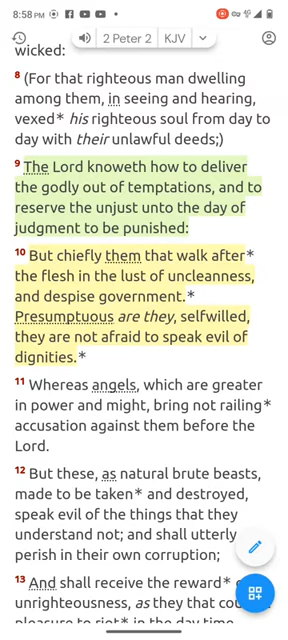 8:58 PM
2 Peter 2 KJV
wicked:
8 (For that righteous man dwelling
among them, in seeing and hearing,
vexed* his righteous soul from day to
day with their unlawful deeds;)
9 The Lord knoweth how to deliver
the godly out of temptations, and to
reserve the unjust unto the day of
judgment to be punished:
10 But chiefly them that walk after*
the flesh in the lust of uncleanness,
and despise government.*
Presumptuous are they, selfwilled,
they are not afraid to speak evil of
dignities.*
11 Whereas angels, which are greater
in power and might, bring not railing*
accusation against them before the
Lord.
12 But these, as natural brute beasts,
made to be taken* and destroyed,
speak evil of the things that they
understand not; and shall utterly
perish in their own corruption;
13 And shall receive the reward*
unrighteousness, as they that
pleasure to riot* in the day time.